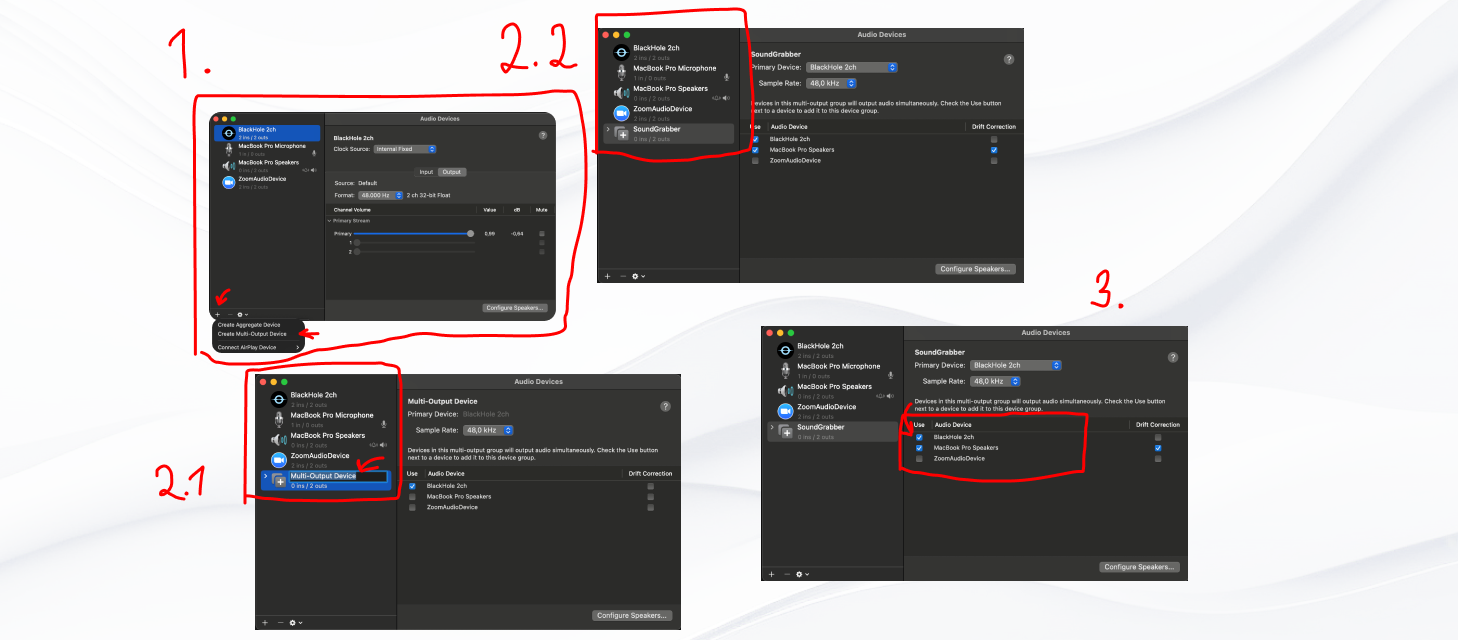 1.
Audio Devices
BlackHole 2ch
2 ins / 2 outs
MacBook Pro Microphone
1 in / 0 outs
MacBook Pro Speakers
0 ins / 2 outs
ZoomAudioDevice
2 ins / 2 outs
BlackHole 2ch
?
Clock Source: Internal Fixed
Input Output
Source: Default
Format: 48.000 Hz 2 ch 32-bit Float
Channel Volume Value dB Mute
Primary Stream
Primary 0,99 -0,64
1
2
Configure Speakers...
Create Aggregate Device
Create Multi-Output Device
Connect AirPlay Device
2.2
Audio Devices
BlackHole 2ch
2 ins / 2 outs
MacBook Pro Microphone
1 in / 0 outs
MacBook Pro Speakers
0 ins / 2 outs
ZoomAudioDevice
2 ins / 2 outs
SoundGrabber
0 ins / 2 outs
SoundGrabber
?
Primary Device: BlackHole 2ch
Sample Rate: 48,0 kHz
Devices in this multi-output group will output audio simultaneously. Check the Use button
next to a device to add it to this device group.
Use Audio Device Drift Correction
BlackHole 2ch
MacBook Pro Speakers
ZoomAudioDevice
Configure Speakers...
2.1
Audio Devices
BlackHole 2ch
2 ins / 2 outs
MacBook Pro Microphone
1 in / 0 outs
MacBook Pro Speakers
0 ins / 2 outs
ZoomAudioDevice
2 ins / 2 outs
Multi-Output Device
0 ins / 2 outs
Multi-Output Device
?
Primary Device: BlackHole 2ch
Sample Rate: 48,0 kHz
Devices in this multi-output group will output audio simultaneously. Check the Use button
next to a device to add it to this device group.
Use Audio Device Drift Correction
BlackHole 2ch
MacBook Pro Speakers
ZoomAudioDevice
Configure Speakers...
3.
Audio Devices
BlackHole 2ch
2 ins / 2 outs
MacBook Pro Microphone
1 in / 0 outs
MacBook Pro Speakers
0 ins / 2 outs
ZoomAudioDevice
2 ins / 2 outs
SoundGrabber
0 ins / 2 outs
SoundGrabber
?
Primary Device: BlackHole 2ch
Sample Rate: 48,0 kHz
Devices in this multi-output group will output audio simultaneously. Check the Use button
next to a device to add it to this device group.
Use Audio Device Drift Correction
BlackHole 2ch
MacBook Pro Speakers
ZoomAudioDevice
Configure Speakers...